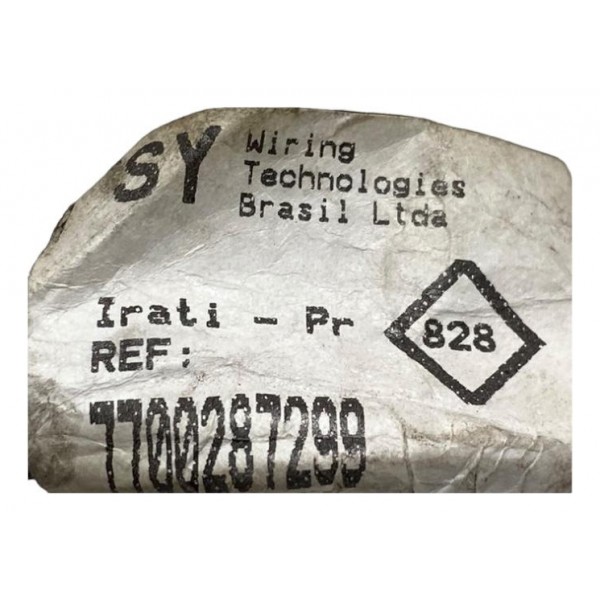 SY Wiring
Technologies
Brasil Ltda
Irati - Pr
828
REF:
7700287299